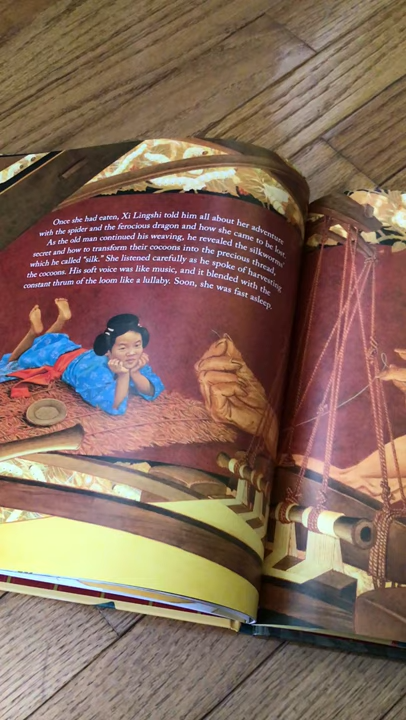 Once she had eaten, Xi Lingshi told him all about her adventure
with the spider and the ferocious dragon and how she came to be lost.
As the old man continued his weaving, he revealed the silkworms'
secret and how to transform their cocoons into the precious thread,
which he called "silk." She listened carefully as he spoke of harvesting
the cocoons. His soft voice was like music, and it blended with the
constant thrum of the loom like a lullaby. Soon, she was fast asleep.